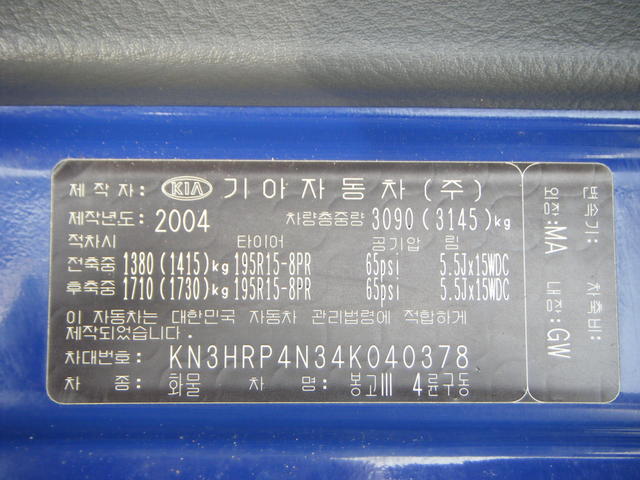 제작자: KIA 기아자동차(주)
제작년도: 2004 차량총중량 3090(3145)kg
적차시 타이어 공기압 림
전축중 1380(1415)kg 195R15-8PR 65psi 5.5Jx15WDC
후축중 1710(1730)kg 195R15-8PR 65psi 5.5Jx15WDC
이 자동차는 대한민국 자동차 관리법령에 적합하게
제작되었음.
차대번호: KN3HRP4N34K040378
차 종: 화물 차 명: 봉고III 4륜구동
변속기: 차축비:
외장:MA 내장:GW